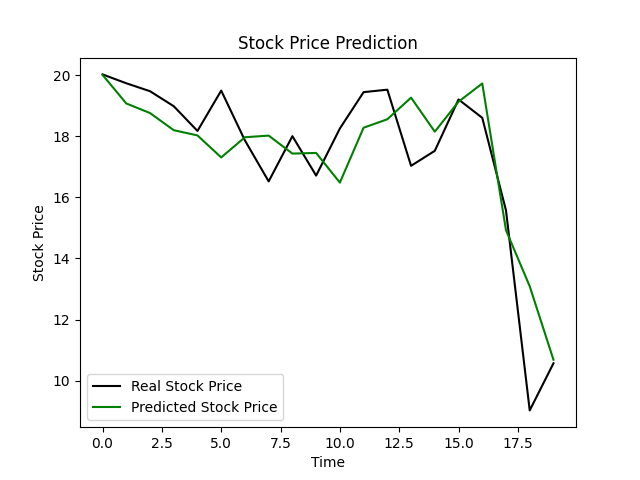 Stock Price Prediction
20
18
16
14
12
10
Stock Price
Real Stock Price
Predicted Stock Price
0.0 2.5 5.0 7.5 10.0 12.5 15.0 17.5
Time